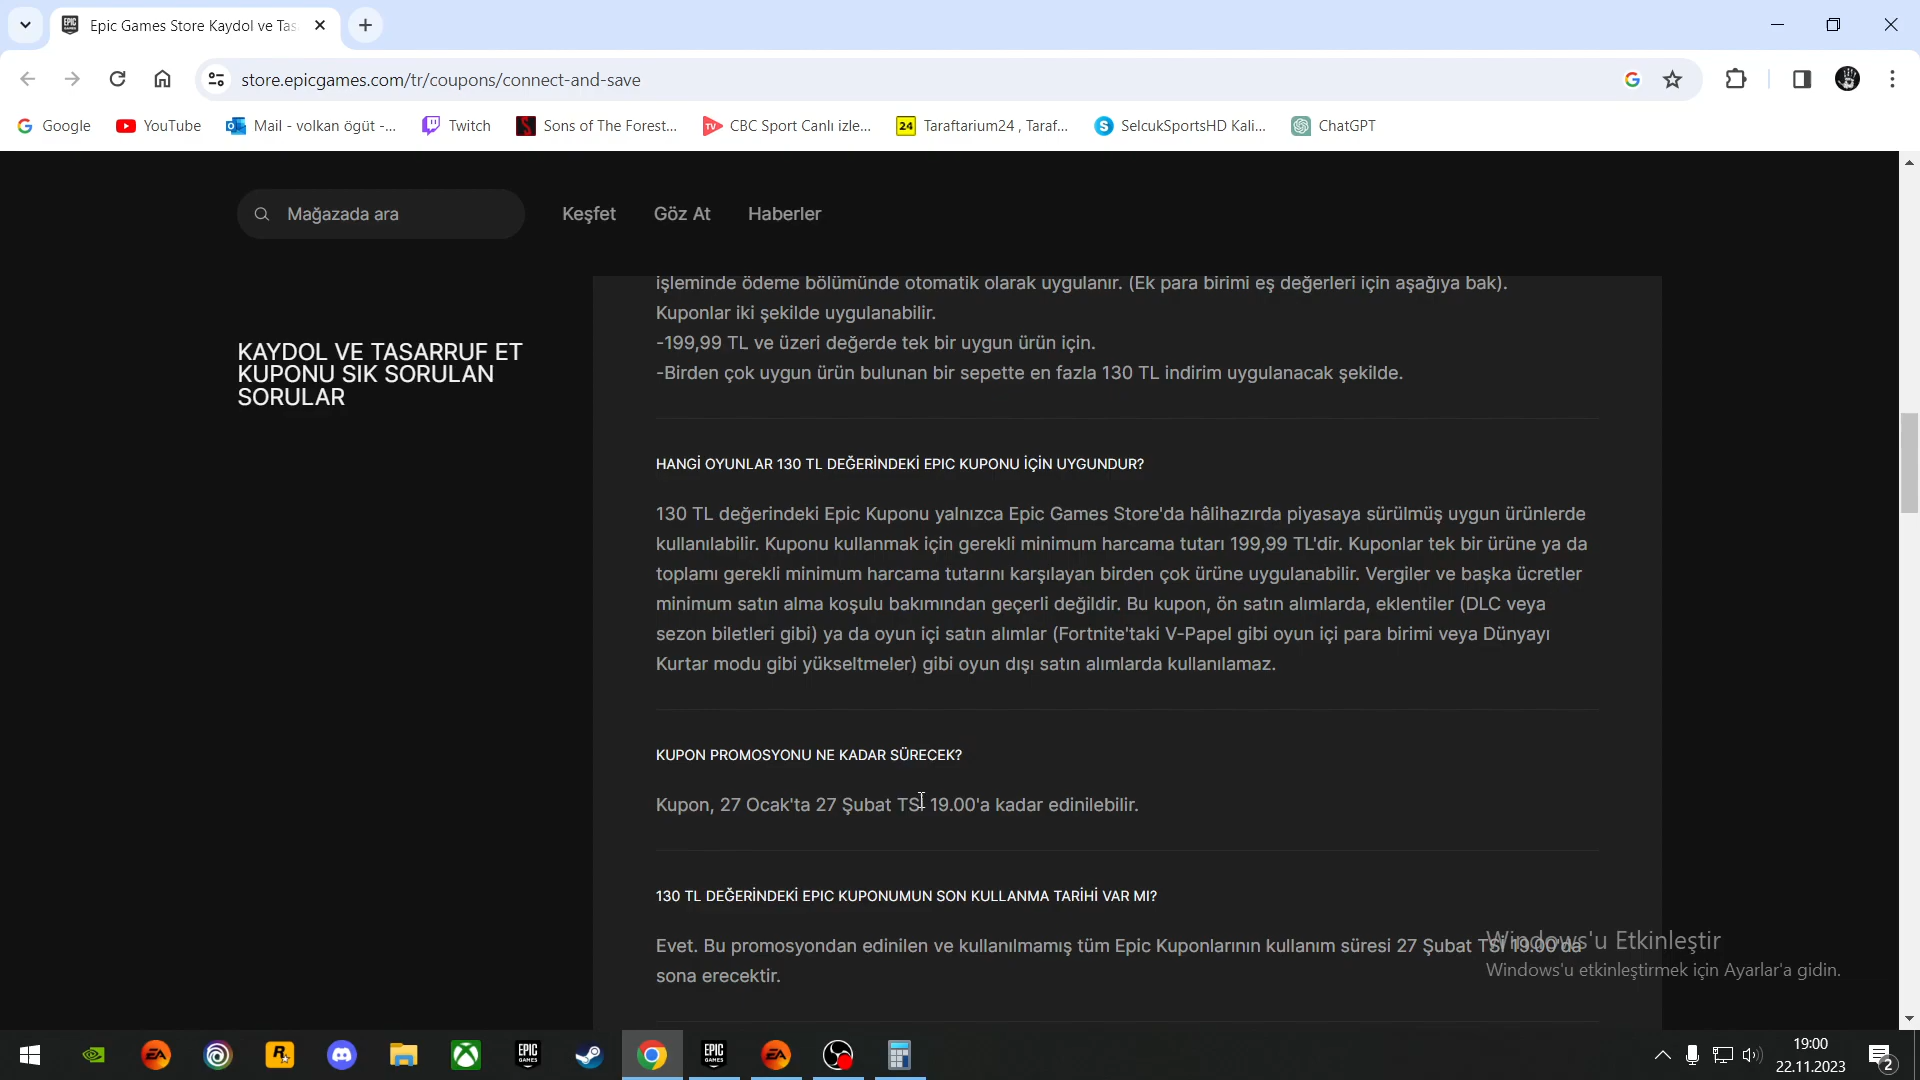 Epic Games Store Kaydol ve Tas
store.epicgames.com/tr/coupons/connect-and-save
Google
YouTube
Mail - volkan ögüt -...
Twitch
Sons of The Forest...
CBC Sport Canlı izle...
24
Taraftarium24 , Taraf...
SelcukSportsHD Kali...
ChatGPT
Mağazada ara
Keşfet
Göz At
Haberler
KAYDOL VE TASARRUF ET
KUPONU SIK SORULAN
SORULAR
işleminde ödeme bölümünde otomatik olarak uygulanır. (Ek para birimi eş değerleri için aşağıya bak).
Kuponlar iki şekilde uygulanabilir.
-199,99 TL ve üzeri değerde tek bir uygun ürün için.
-Birden çok uygun ürün bulunan bir sepette en fazla 130 TL indirim uygulanacak şekilde.
HANGİ OYUNLAR 130 TL DEĞERİNDEKİ EPIC KUPONU İÇİN UYGUNDUR?
130 TL değerindeki Epic Kuponu yalnızca Epic Games Store'da hâlihazırda piyasaya sürülmüş uygun ürünlerde
kullanılabilir. Kuponu kullanmak için gerekli minimum harcama tutarı 199,99 TL'dir. Kuponlar tek bir ürüne ya da
toplamı gerekli minimum harcama tutarını karşılayan birden çok ürüne uygulanabilir. Vergiler ve başka ücretler
minimum satın alma koşulu bakımından geçerli değildir. Bu kupon, ön satın alımlarda, eklentiler (DLC veya
sezon biletleri gibi) ya da oyun içi satın alımlar (Fortnite'taki V-Papel gibi oyun içi para birimi veya Dünyayı
Kurtar modu gibi yükseltmeler) gibi oyun dışı satın alımlarda kullanılamaz.
KUPON PROMOSYONU NE KADAR SÜRECEK?
Kupon, 27 Ocak'ta 27 Şubat TSİ 19.00'a kadar edinilebilir.
130 TL DEĞERİNDEKİ EPIC KUPONUMUN SON KULLANMA TARİHİ VAR MI?
Evet. Bu promosyondan edinilen ve kullanılmamış tüm Epic Kuponlarının kullanım süresi 27 Şubat TSİ 19.00'da
sona erecektir.
Windows'u Etkinleştir
Windows'u etkinleştirmek için Ayarlar'a gidin.
19:00
22.11.2023
2